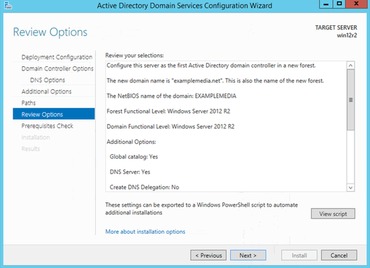 Active Directory Domain Services Configuration Wizard
Review Options
TARGET SERVER
win12r2
Deployment Configuration
Domain Controller Options
DNS Options
Additional Options
Paths
Review Options
Prerequisites Check
Installation
Results
Review your selections:
Configure this server as the first Active Directory domain controller in a new forest.
The new domain name is "examplemedia.net". This is also the name of the new forest.
The NetBIOS name of the domain: EXAMPLEMEDIA
Forest Functional Level: Windows Server 2012 R2
Domain Functional Level: Windows Server 2012 R2
Additional Options:
Global catalog: Yes
DNS Server: Yes
Create DNS Delegation: No
These settings can be exported to a Windows PowerShell script to automate
additional installations
View script
More about installation options
< Previous
Next >
Install
Cancel